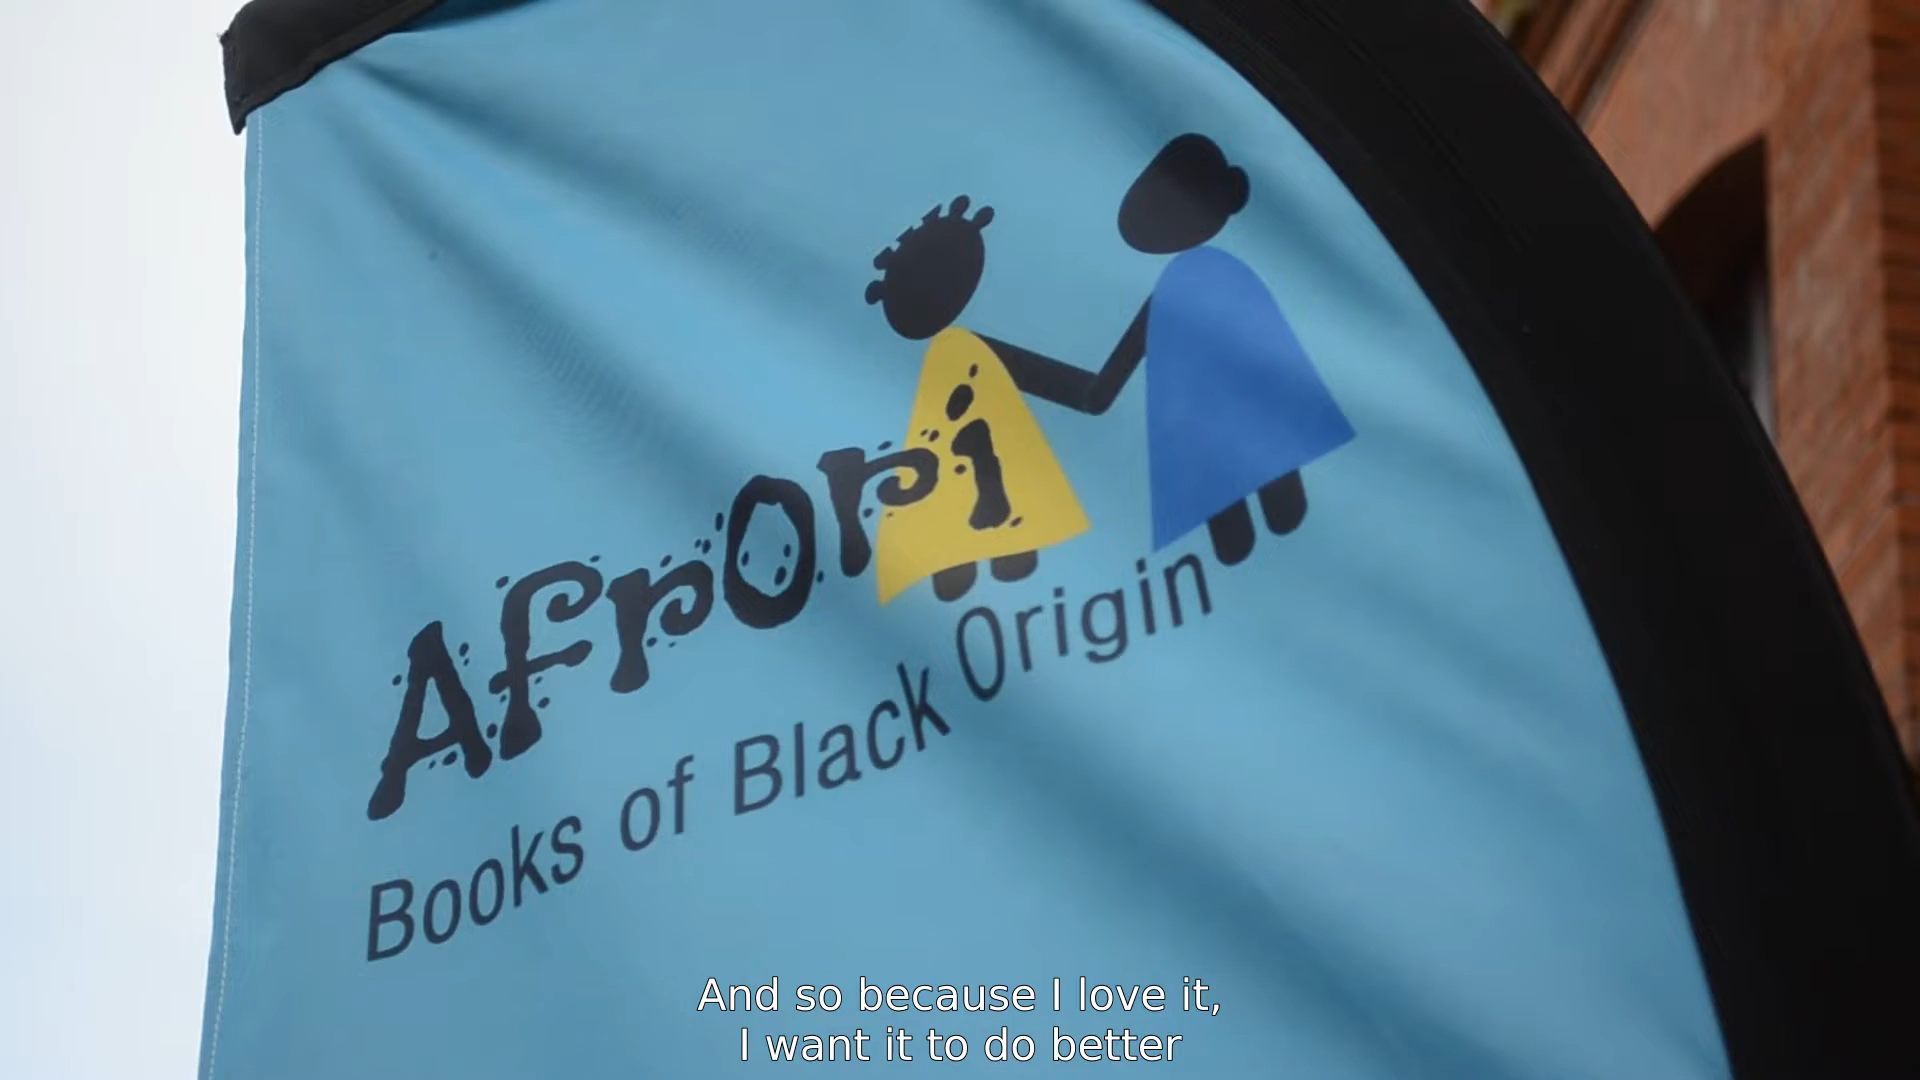 AfrOri
Books of Black Origin
And so because I love it,
I want it to do better